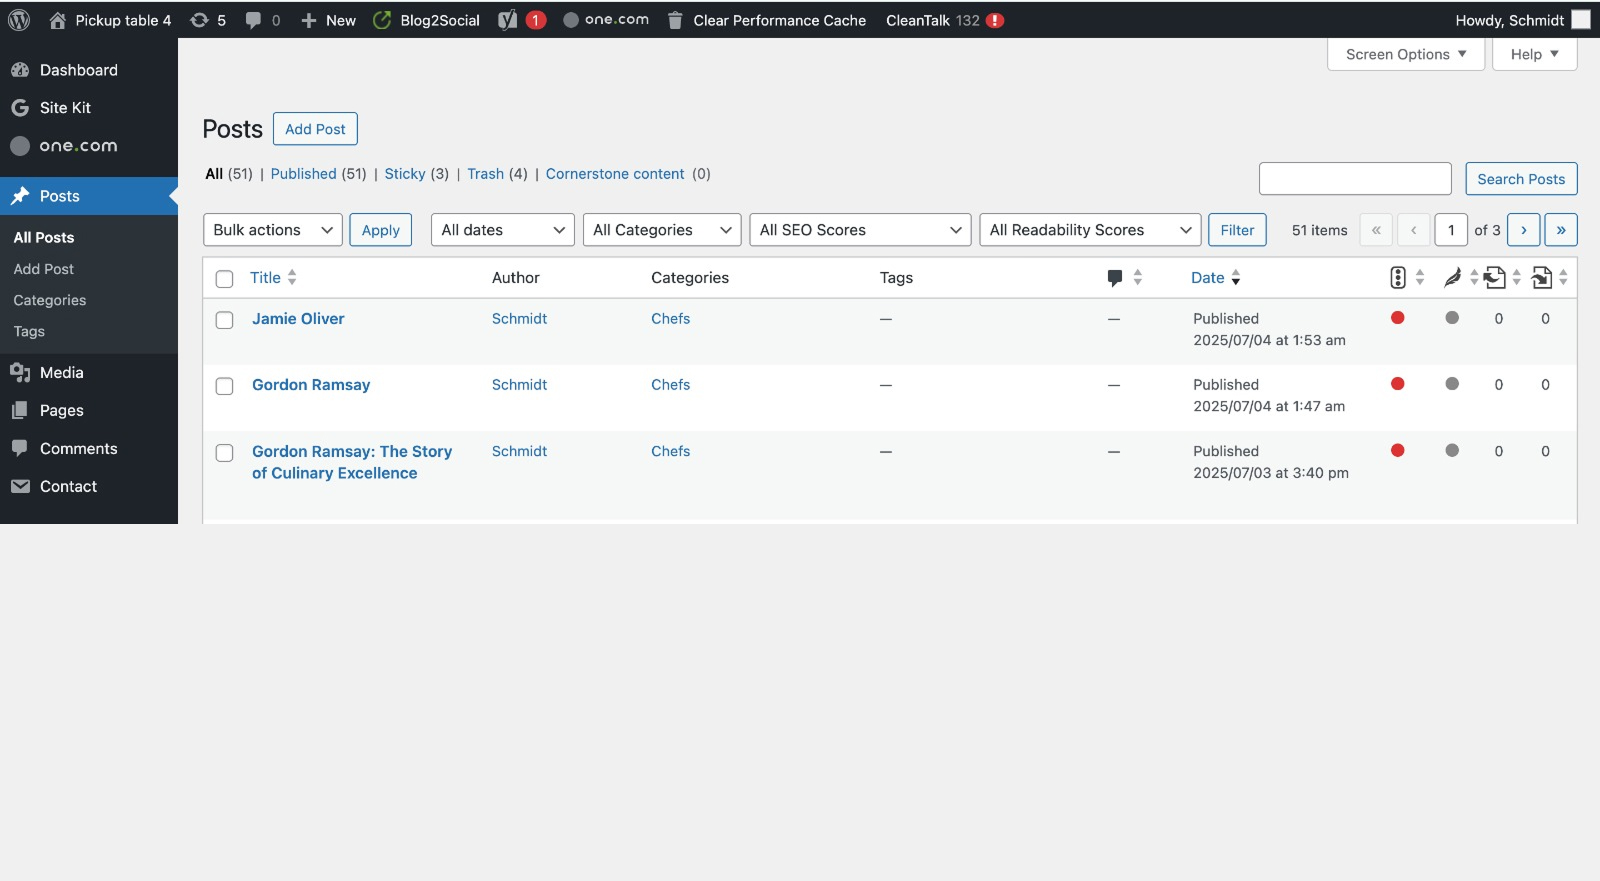 Pickup table 4 5 0 New Blog2Social 1 one.com Clear Performance Cache CleanTalk 132 ! Howdy, Schmidt
Screen Options Help
Dashboard
Site Kit
one.com
Posts
All Posts
Add Post
Categories
Tags
Media
Pages
Comments
Contact
Posts Add Post
All (51) | Published (51) | Sticky (3) | Trash (4) | Cornerstone content (0)
Search Posts
Bulk actions Apply All dates All Categories All SEO Scores All Readability Scores Filter 51 items « ‹ 1 of 3 › »
Title Author Categories Tags Date
Jamie Oliver Schmidt Chefs — — Published 0 0
2025/07/04 at 1:53 am
Gordon Ramsay Schmidt Chefs — — Published 0 0
2025/07/04 at 1:47 am
Gordon Ramsay: The Story Schmidt Chefs — — Published 0 0
of Culinary Excellence 2025/07/03 at 3:40 pm